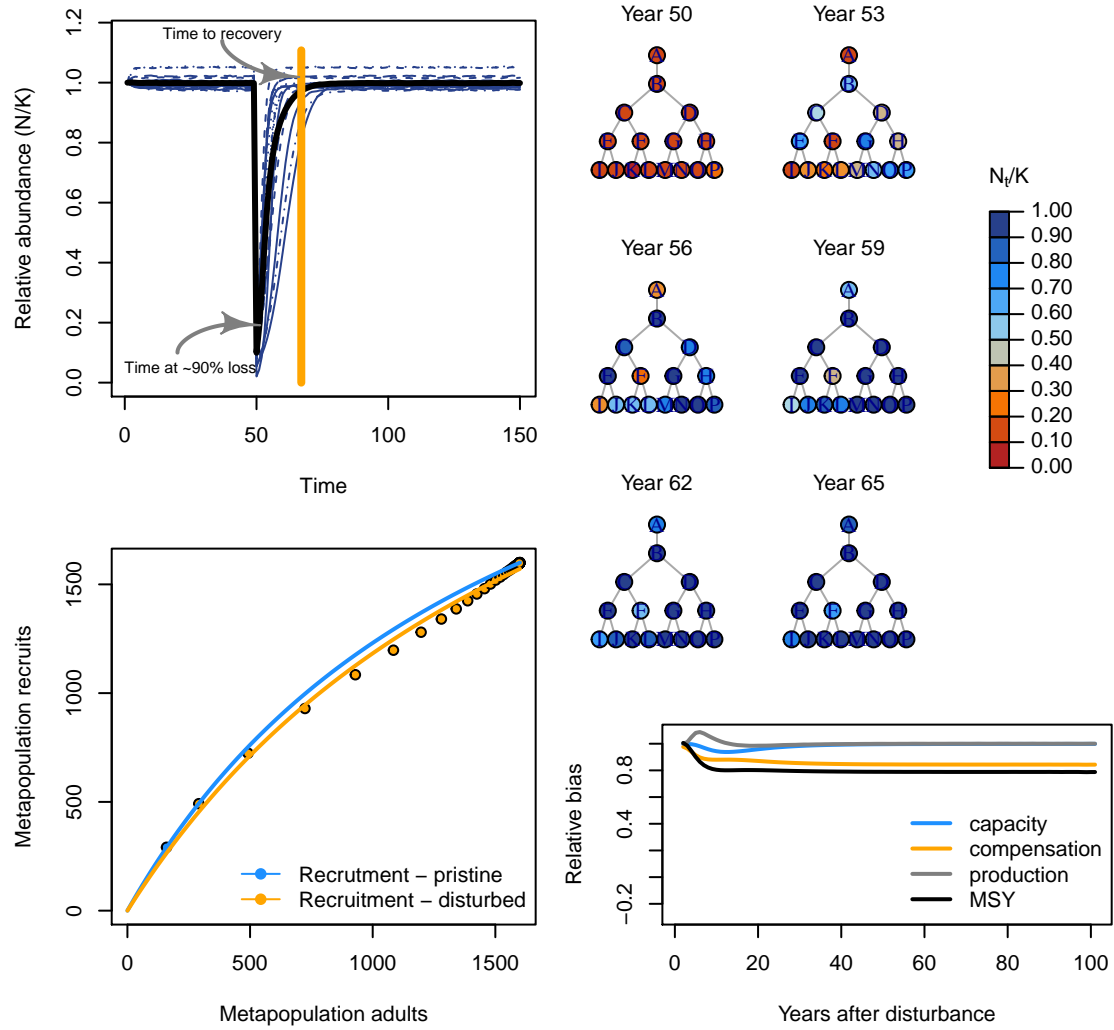 Relative abundance (N/K)
1.2
1.0
0.8
0.6
0.4
0.2
0.0
Time to recovery
Time at ~90% loss
0 50 100 150
Time
Year 50 Year 53
A A
B B
E F G H E F G H
Year 56 Year 59
A A
B B
E F G H E F G H
Year 62 Year 65
A A
B B
E F G H E F G H
Nt/K
1.00
0.90
0.80
0.70
0.60
0.50
0.40
0.30
0.20
0.10
0.00
Metapopulation recruits
1500
1000
500
0
Recrutment – pristine
Recruitment – disturbed
0 500 1000 1500
Metapopulation adults
Relative bias
0.8
0.4
−0.2
capacity
compensation
production
MSY
0 20 40 60 80 100
Years after disturbance